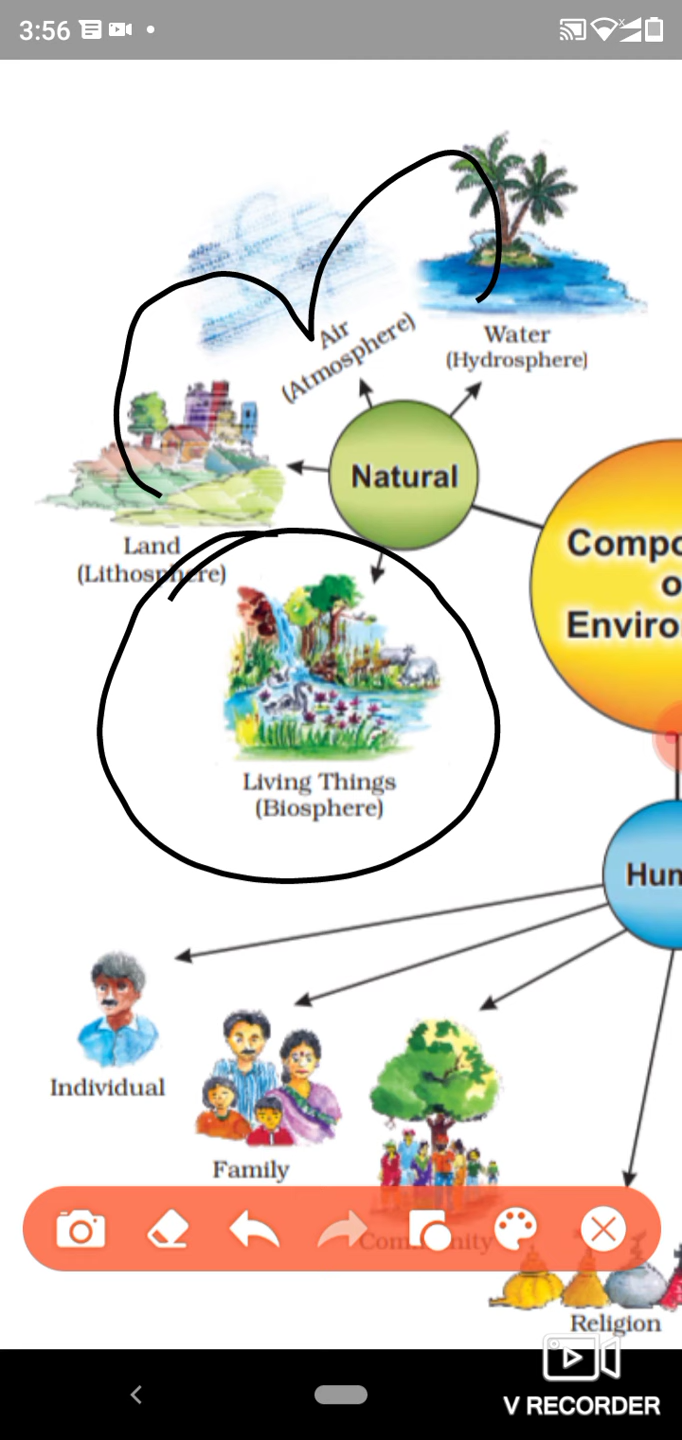 3:56
Air
(Atmosphere)
Water
(Hydrosphere)
Natural
Land
(Lithosphere)
Compo
o
Enviro
Living Things
(Biosphere)
Hum
Individual
Family
Community
Religion
V RECORDER